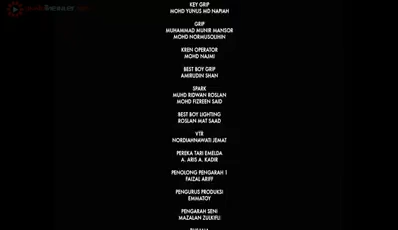 KEY GRIP
MOHD YUNUS MD NAPIAH
GRIP
MUHAMMAD MUNIR MANSOR
MOHD NORMUSOLIHIN
KREN OPERATOR
MOHD NAJMI
BEST BOY GRIP
AMIRUDIN SHAN
SPARK
MUHD RIDWAN ROSLAN
MOHD FIZREEN SAID
BEST BOY LIGHTING
ROSLAN MAT SAAD
VTR
NORDIAHNAWATI JEMAT
PEREKA TARI EMELDA
A. ARIS A. KADIR
PENOLONG PENGARAH 1
FAIZAL ARIFF
PENGURUS PRODUKSI
EMMATOY
PENGARAH SENI
MAZALAN ZULKIFLI